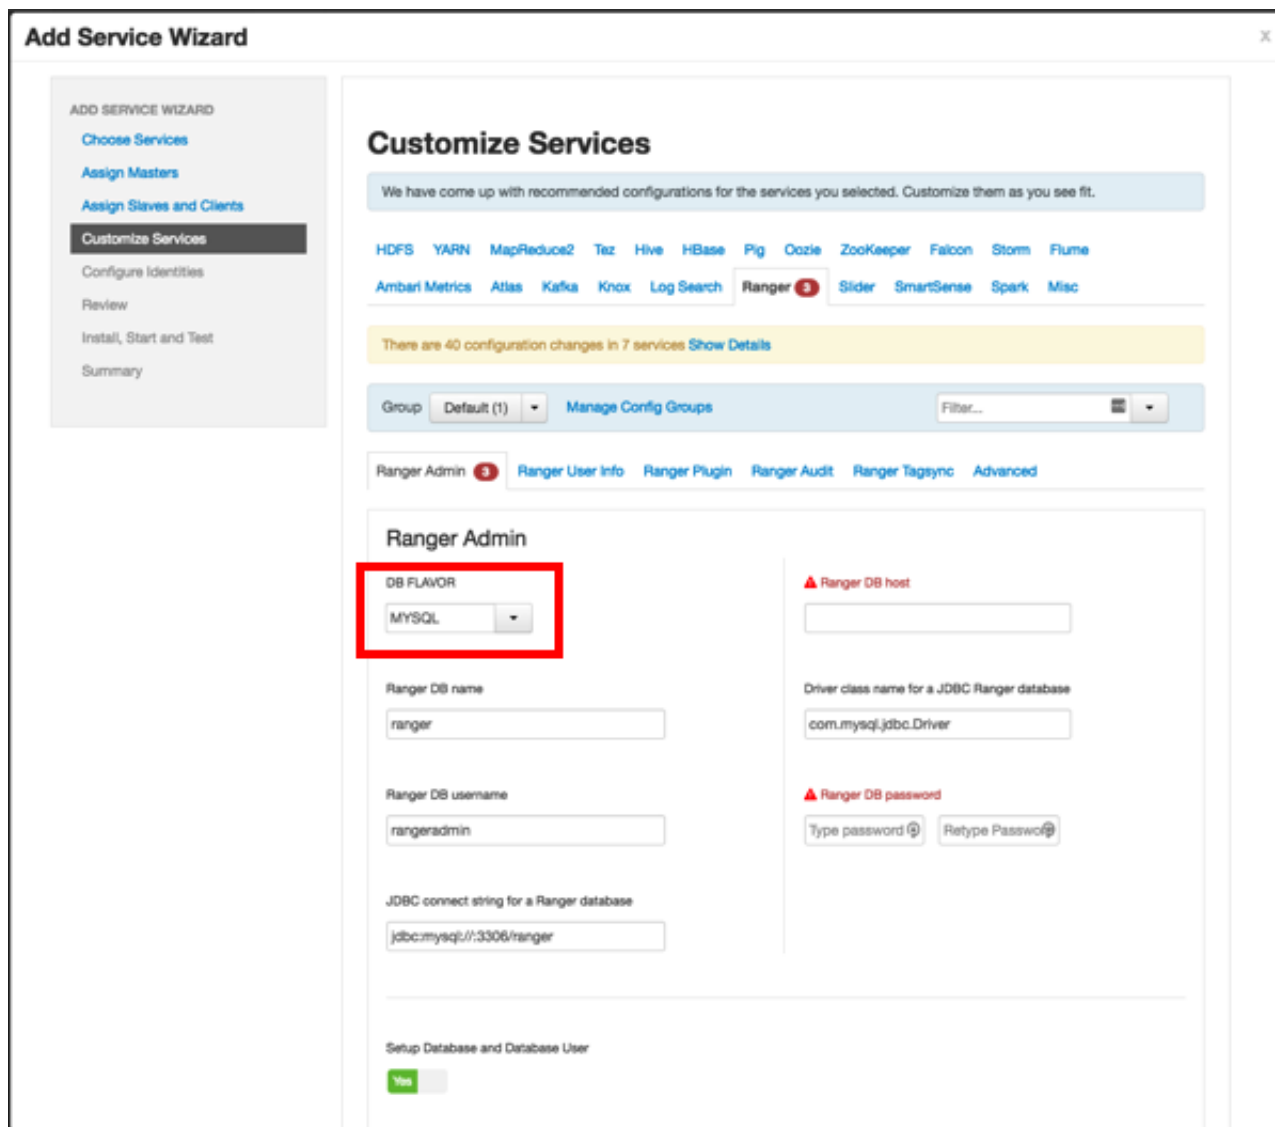 Add Service Wizard
x
ADD SERVICE WIZARD
Choose Services
Assign Masters
Assign Slaves and Clients
Customize Services
Configure Identities
Review
Install, Start and Test
Summary
Customize Services
We have come up with recommended configurations for the services you selected. Customize them as you see fit.
HDFS YARN MapReduce2 Tez Hive HBase Pig Oozie ZooKeeper Falcon Storm Flume
Ambari Metrics Atlas Kafka Knox Log Search Ranger 3 Slider SmartSense Spark Misc
There are 40 configuration changes in 7 services Show Details
Group Default (1) Manage Config Groups Filter...
Ranger Admin 3 Ranger User Info Ranger Plugin Ranger Audit Ranger Tagsync Advanced
Ranger Admin
DB FLAVOR
MYSQL
Ranger DB host
Ranger DB name
ranger
Driver class name for a JDBC Ranger database
com.mysql.jdbc.Driver
Ranger DB username
rangeradmin
Ranger DB password
Type password Retype Passwo
JDBC connect string for a Ranger database
jdbc:mysql://:3306/ranger
Setup Database and Database User
Yes